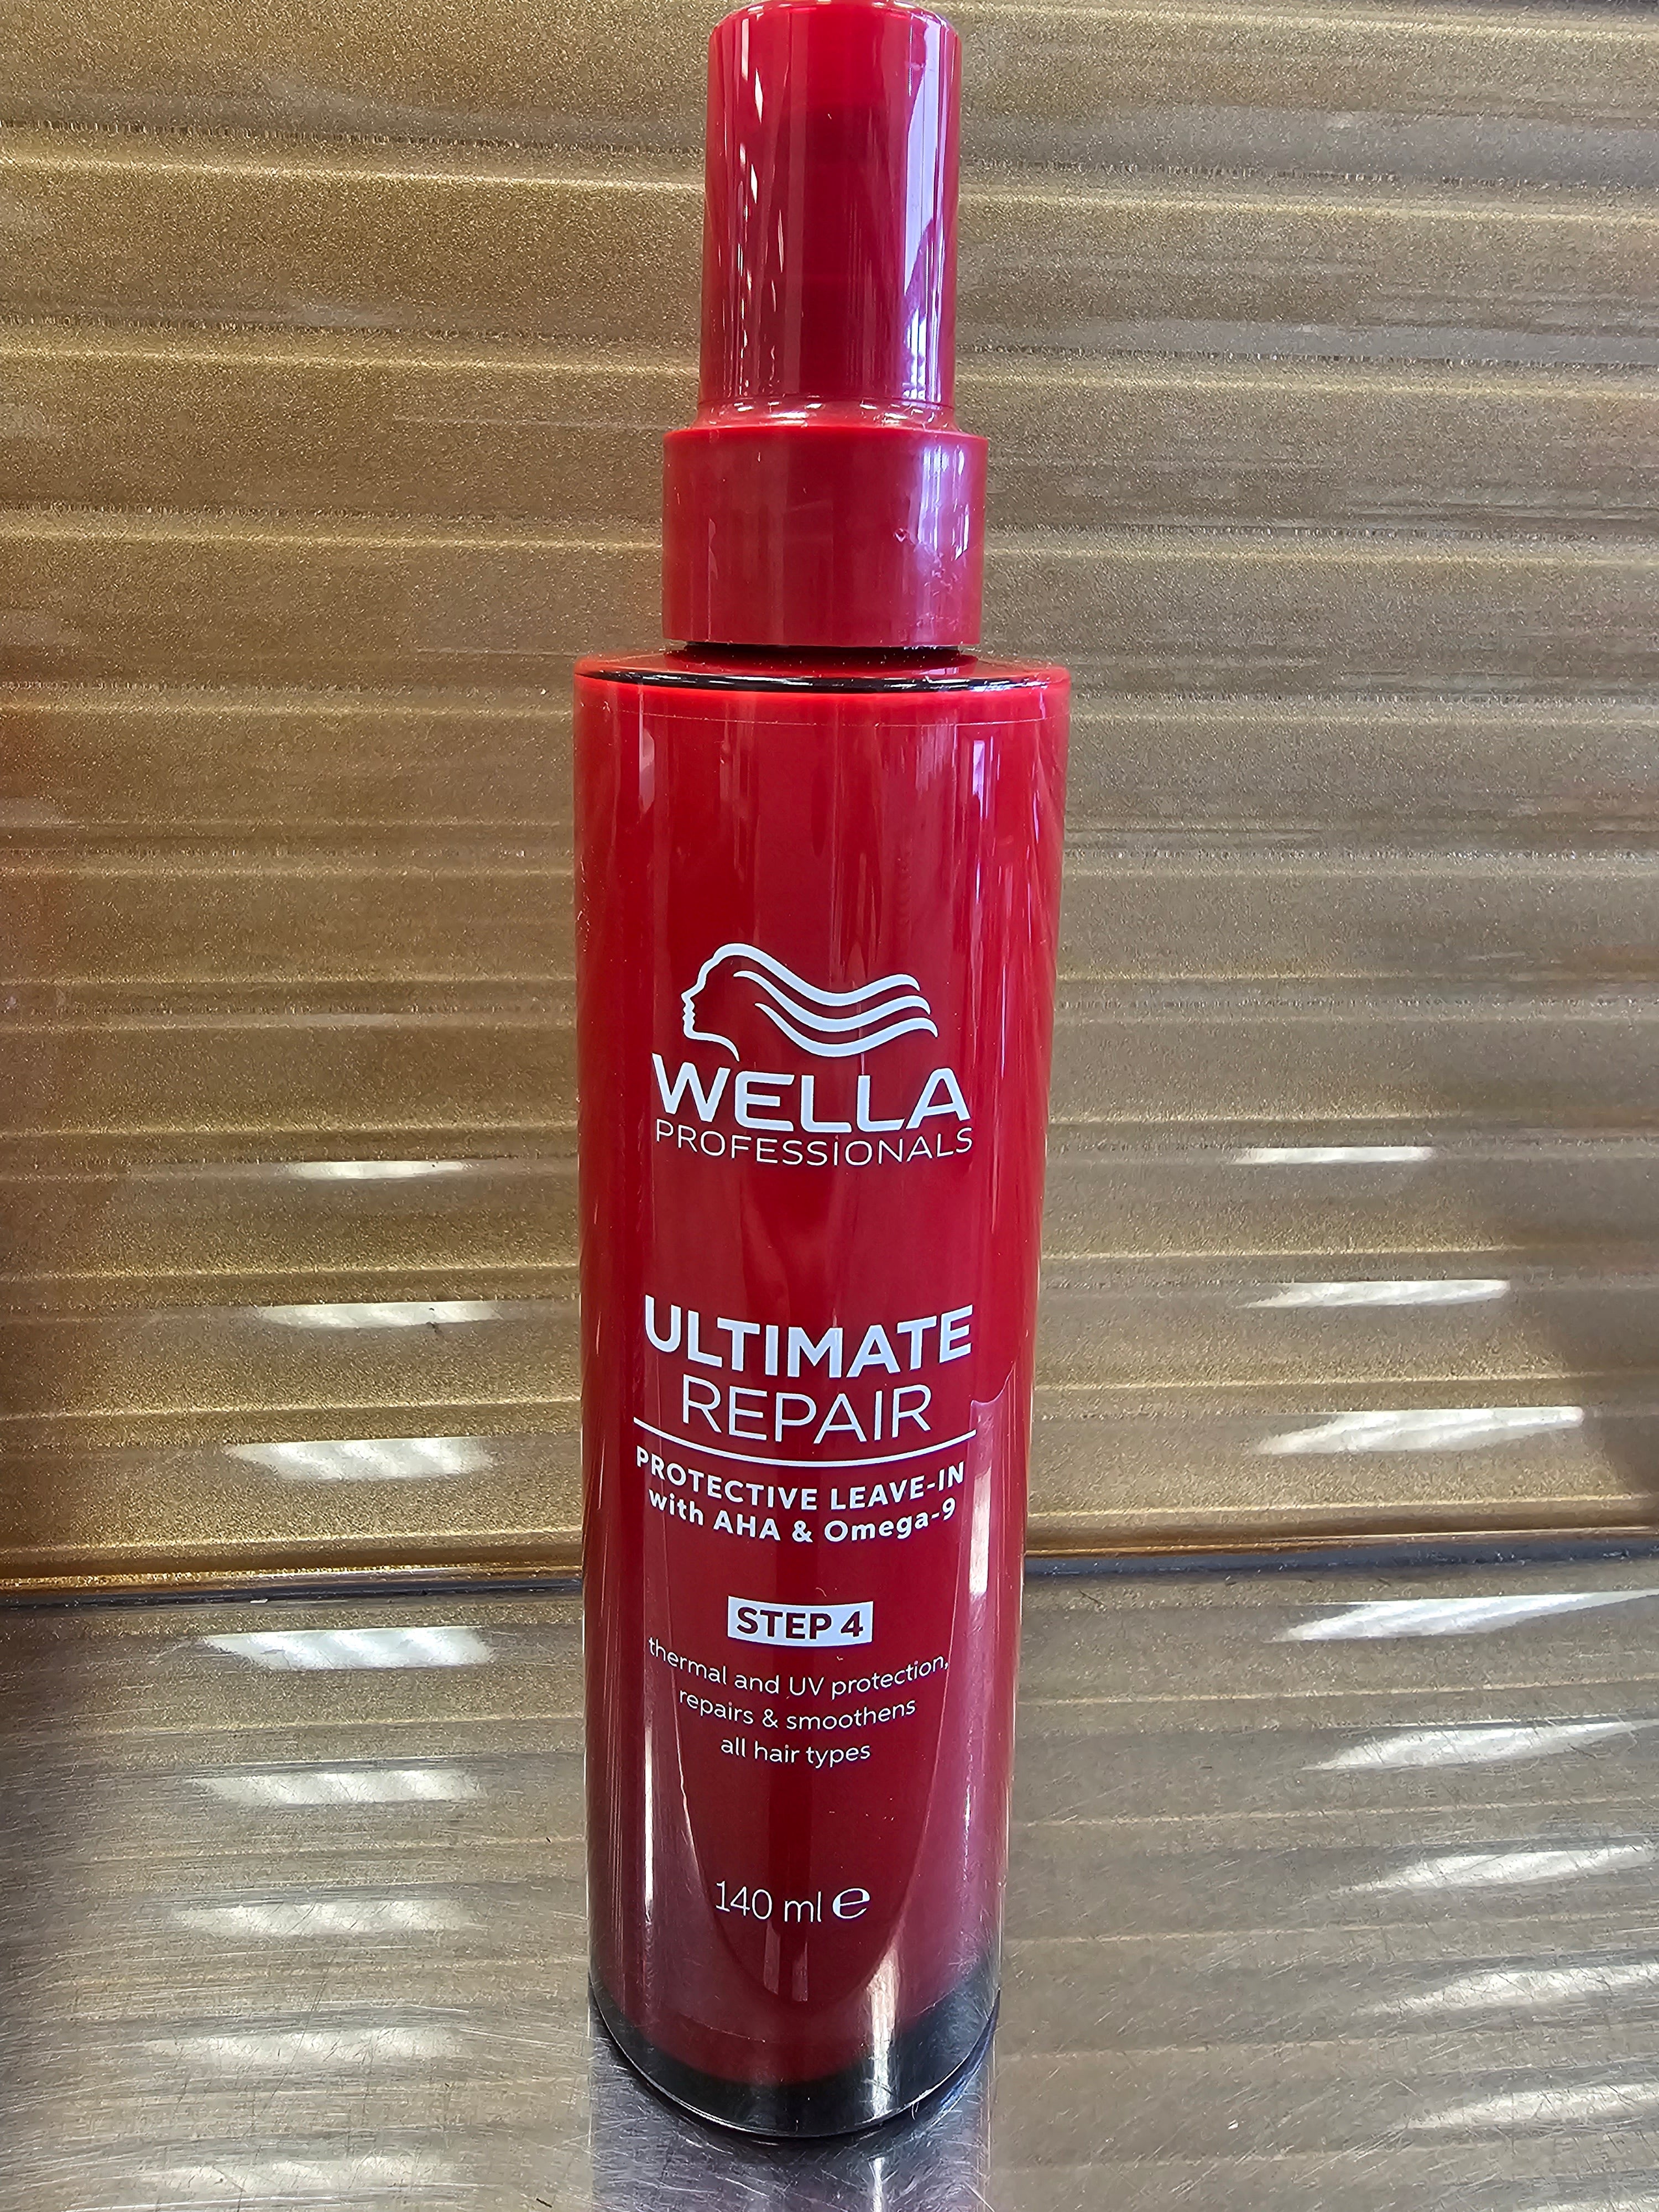 WELLA
PROFESSIONALS
ULTIMATE
REPAIR
PROTECTIVE LEAVE-IN
with AHA & Omega-9
STEP 4
thermal and UV protection,
repairs & smoothens
all hair types
140 ml ℮